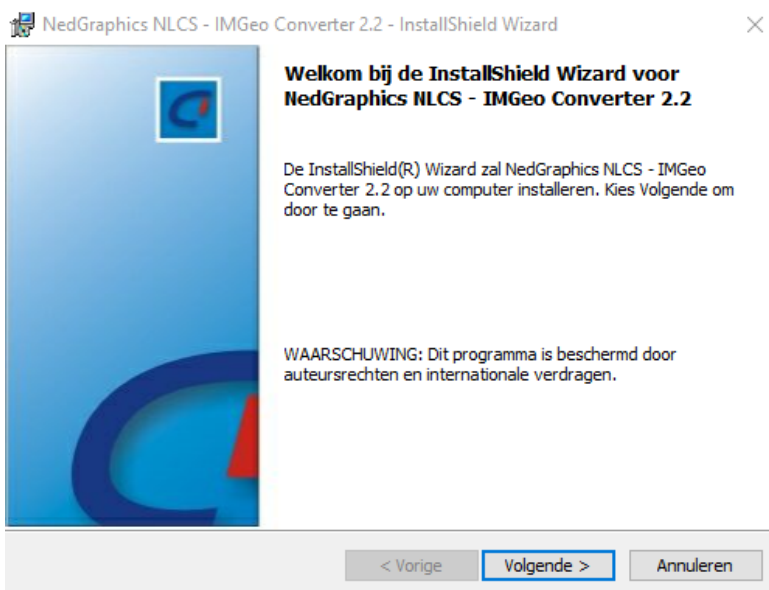 NedGraphics NLCS - IMGeo Converter 2.2 - InstallShield Wizard
Welkom bij de InstallShield Wizard voor
NedGraphics NLCS - IMGeo Converter 2.2
De InstallShield(R) Wizard zal NedGraphics NLCS - IMGeo
Converter 2.2 op uw computer installeren. Kies Volgende om
door te gaan.
WAARSCHUWING: Dit programma is beschermd door
auteursrechten en internationale verdragen.
< Vorige
Volgende >
Annuleren